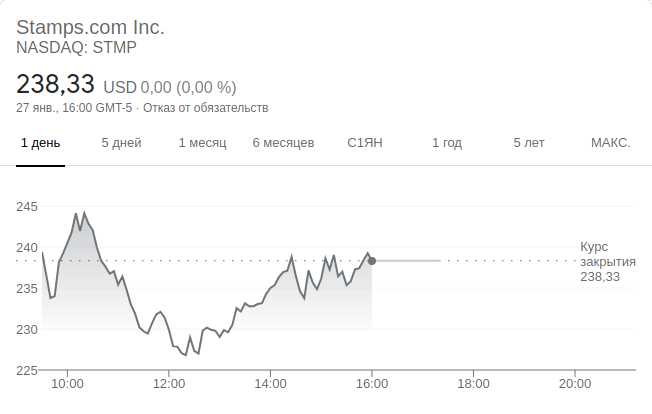 Stamps.com Inc.
NASDAQ: STMP
238,33 USD 0,00 (0,00 %)
27 янв., 16:00 GMT-5 · Отказ от обязательств
1 день 5 дней 1 месяц 6 месяцев С1ЯН 1 год 5 лет МАКС.
245
240
235
230
225
Курс
закрытия
238,33
10:00 12:00 14:00 16:00 18:00 20:00